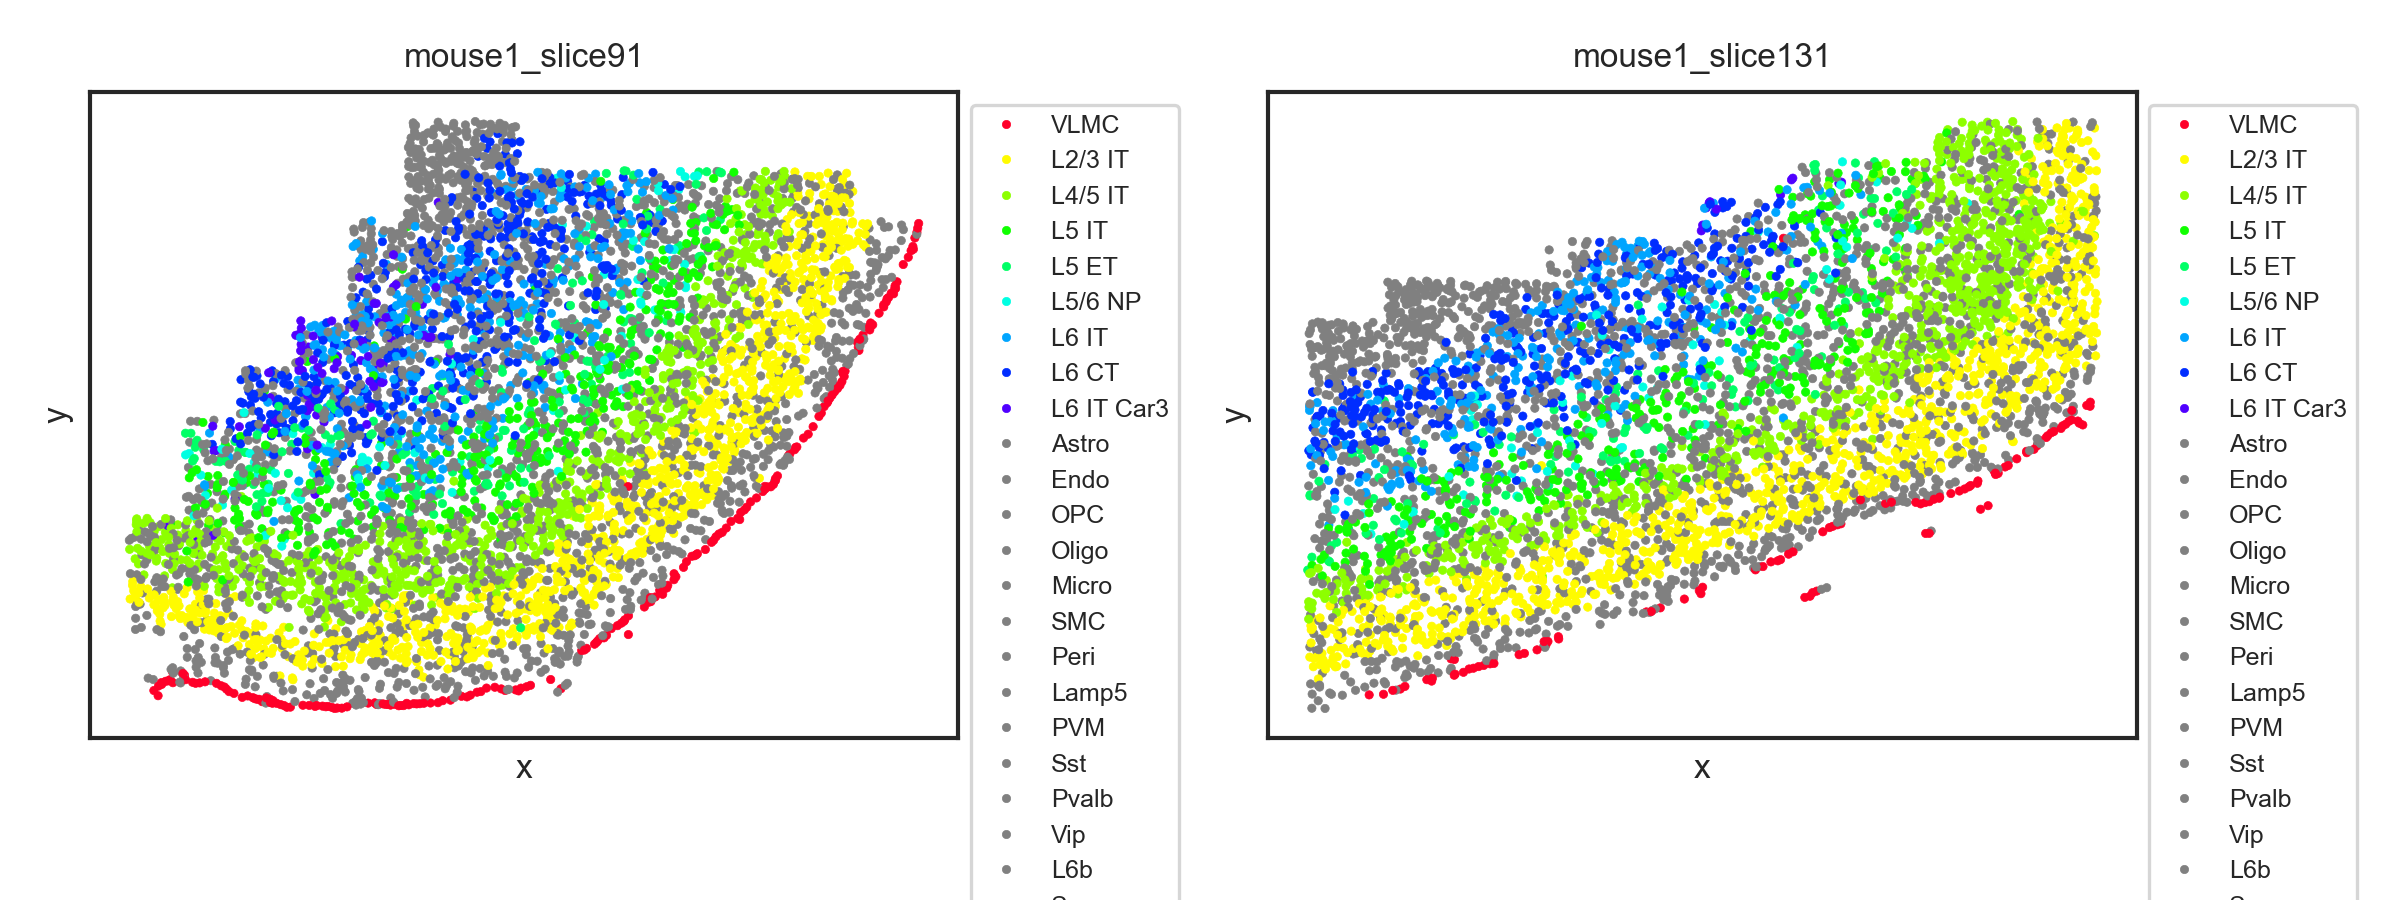 mouse1_slice91
y
x
VLMC
L2/3 IT
L4/5 IT
L5 IT
L5 ET
L5/6 NP
L6 IT
L6 CT
L6 IT Car3
Astro
Endo
OPC
Oligo
Micro
SMC
Peri
Lamp5
PVM
Sst
Pvalb
Vip
L6b
mouse1_slice131
y
x
VLMC
L2/3 IT
L4/5 IT
L5 IT
L5 ET
L5/6 NP
L6 IT
L6 CT
L6 IT Car3
Astro
Endo
OPC
Oligo
Micro
SMC
Peri
Lamp5
PVM
Sst
Pvalb
Vip
L6b